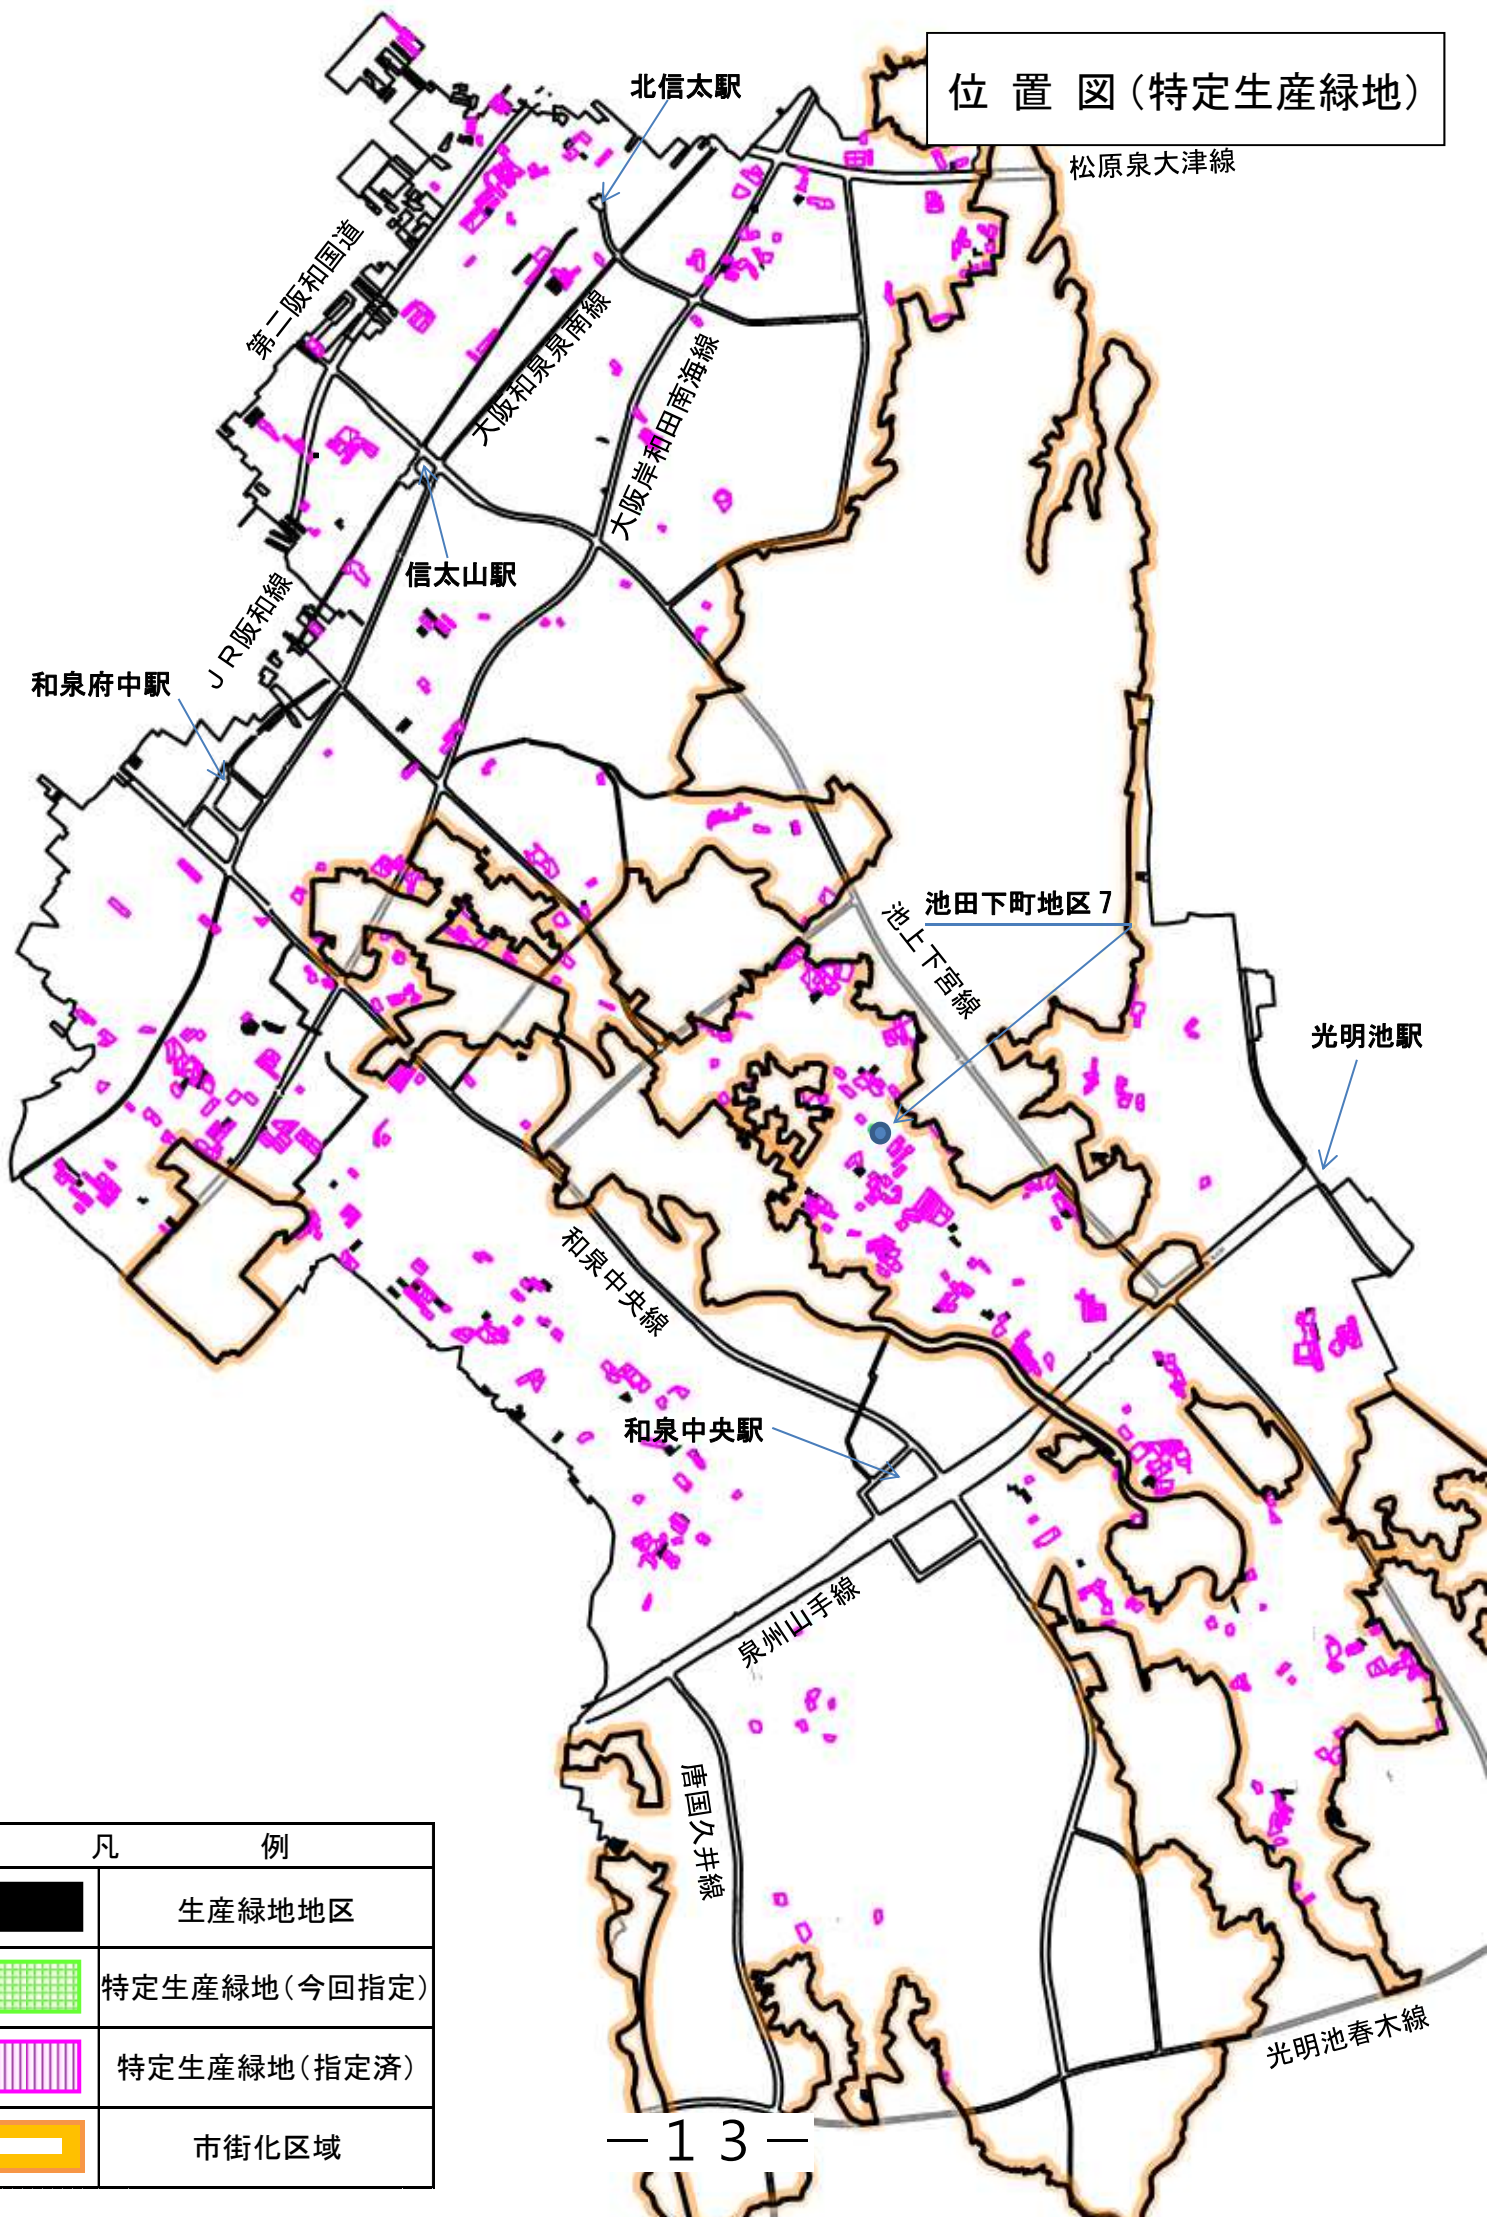 位置図（特定生産緑地）
北信太駅
松原泉大津線
第二阪和国道
大阪和泉泉南線
大阪岸和田南海線
信太山駅
ＪＲ阪和線
和泉府中駅
池田下町地区７
池上下宮線
光明池駅
和泉中央線
和泉中央駅
泉州山手線
唐国久井線
光明池春木線
凡例
生産緑地地区
特定生産緑地（今回指定）
特定生産緑地（指定済）
市街化区域
－１３－